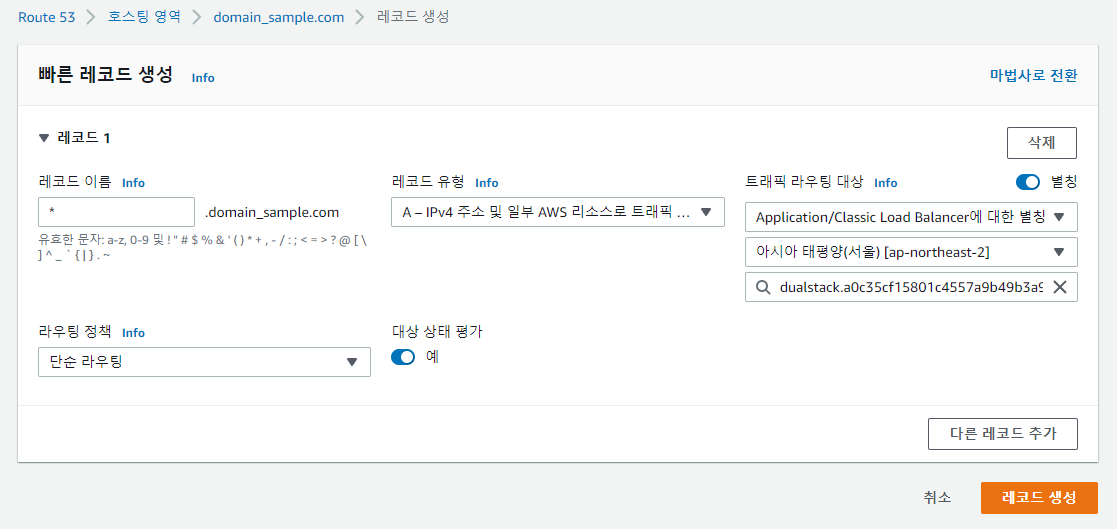 Route 53 > 호스팅 영역 > domain_sample.com > 레코드 생성
빠른 레코드 생성 Info 마법사로 전환
▼ 레코드 1 삭제
레코드 이름 Info 레코드 유형 Info 트래픽 라우팅 대상 Info 별칭
* .domain_sample.com A – IPv4 주소 및 일부 AWS 리소스로 트래픽 ... ▼ Application/Classic Load Balancer에 대한 별칭 ▼
유효한 문자: a-z, 0-9 및 ! " # $ % & ' ( ) * + , - / : ; < = > ? @ [ \
] ^ _ ` { | } . ~
아시아 태평양(서울) [ap-northeast-2] ▼
dualstack.a0c35cf15801c4557a9b49b3a9
라우팅 정책 Info 대상 상태 평가
단순 라우팅 ▼ 예
다른 레코드 추가
취소 레코드 생성